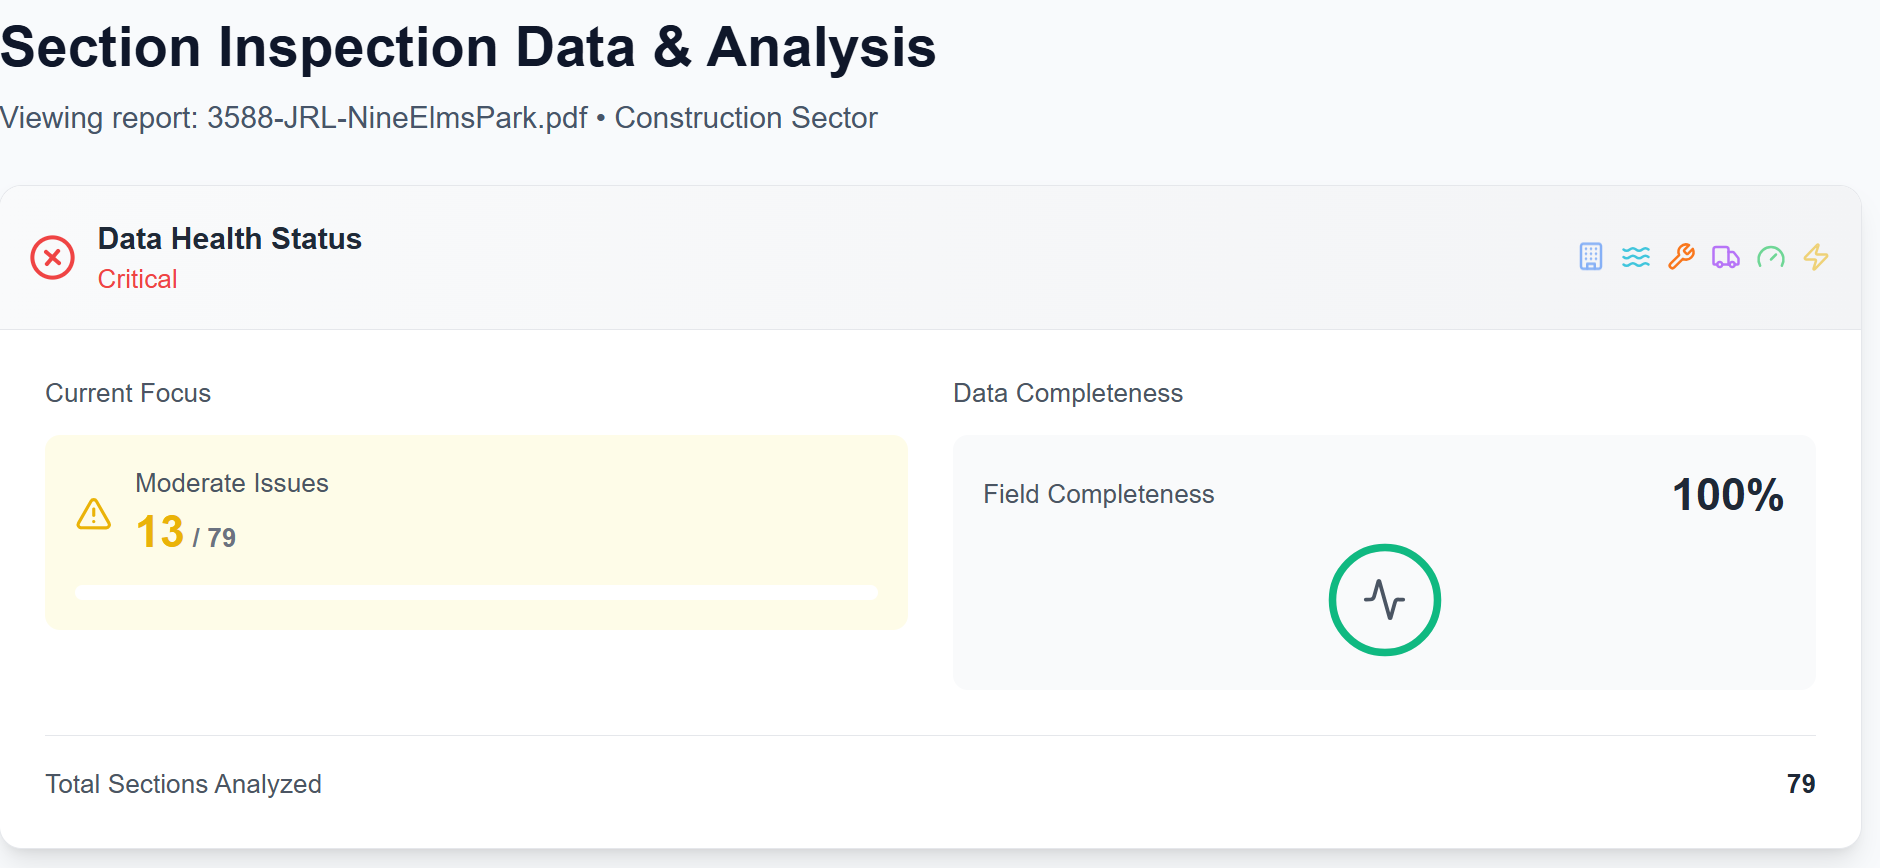 Section Inspection Data & Analysis
Viewing report: 3588-JRL-NineElmsPark.pdf • Construction Sector
Data Health Status
Critical
Current Focus
Moderate Issues
13 / 79
Data Completeness
Field Completeness
100%
Total Sections Analyzed
79